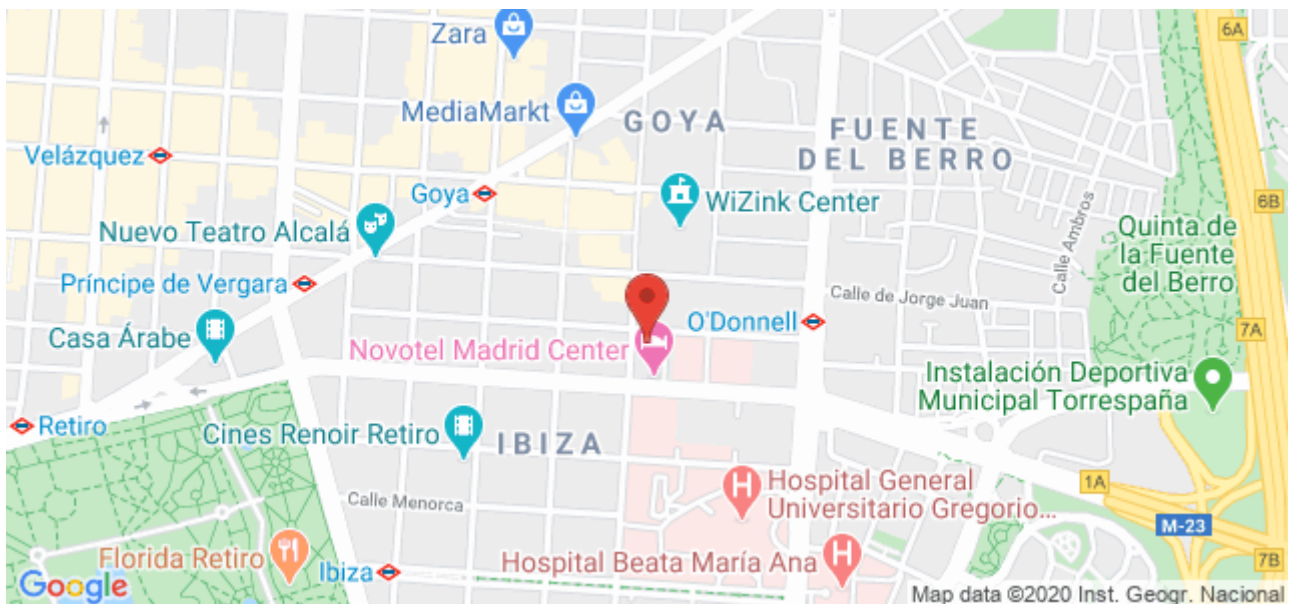 Zara
6A
MediaMarkt
GOYA
FUENTE
DEL BERRO
Velázquez
Goya
WiZink Center
6B
Nuevo Teatro Alcalá
Calle Ambros
Quinta de
la Fuente
del Berro
Príncipe de Vergara
Calle de Jorge Juan
Casa Árabe
O'Donnell
7A
Novotel Madrid Center
Instalación Deportiva
Municipal Torrespaña
Retiro
Cines Renoir Retiro
IBIZA
Hospital General
Universitario Gregorio...
1A
Calle Menorca
M-23
Florida Retiro
Hospital Beata María Ana
7B
Ibiza
Google
Map data ©2020 Inst. Geogr. Nacional